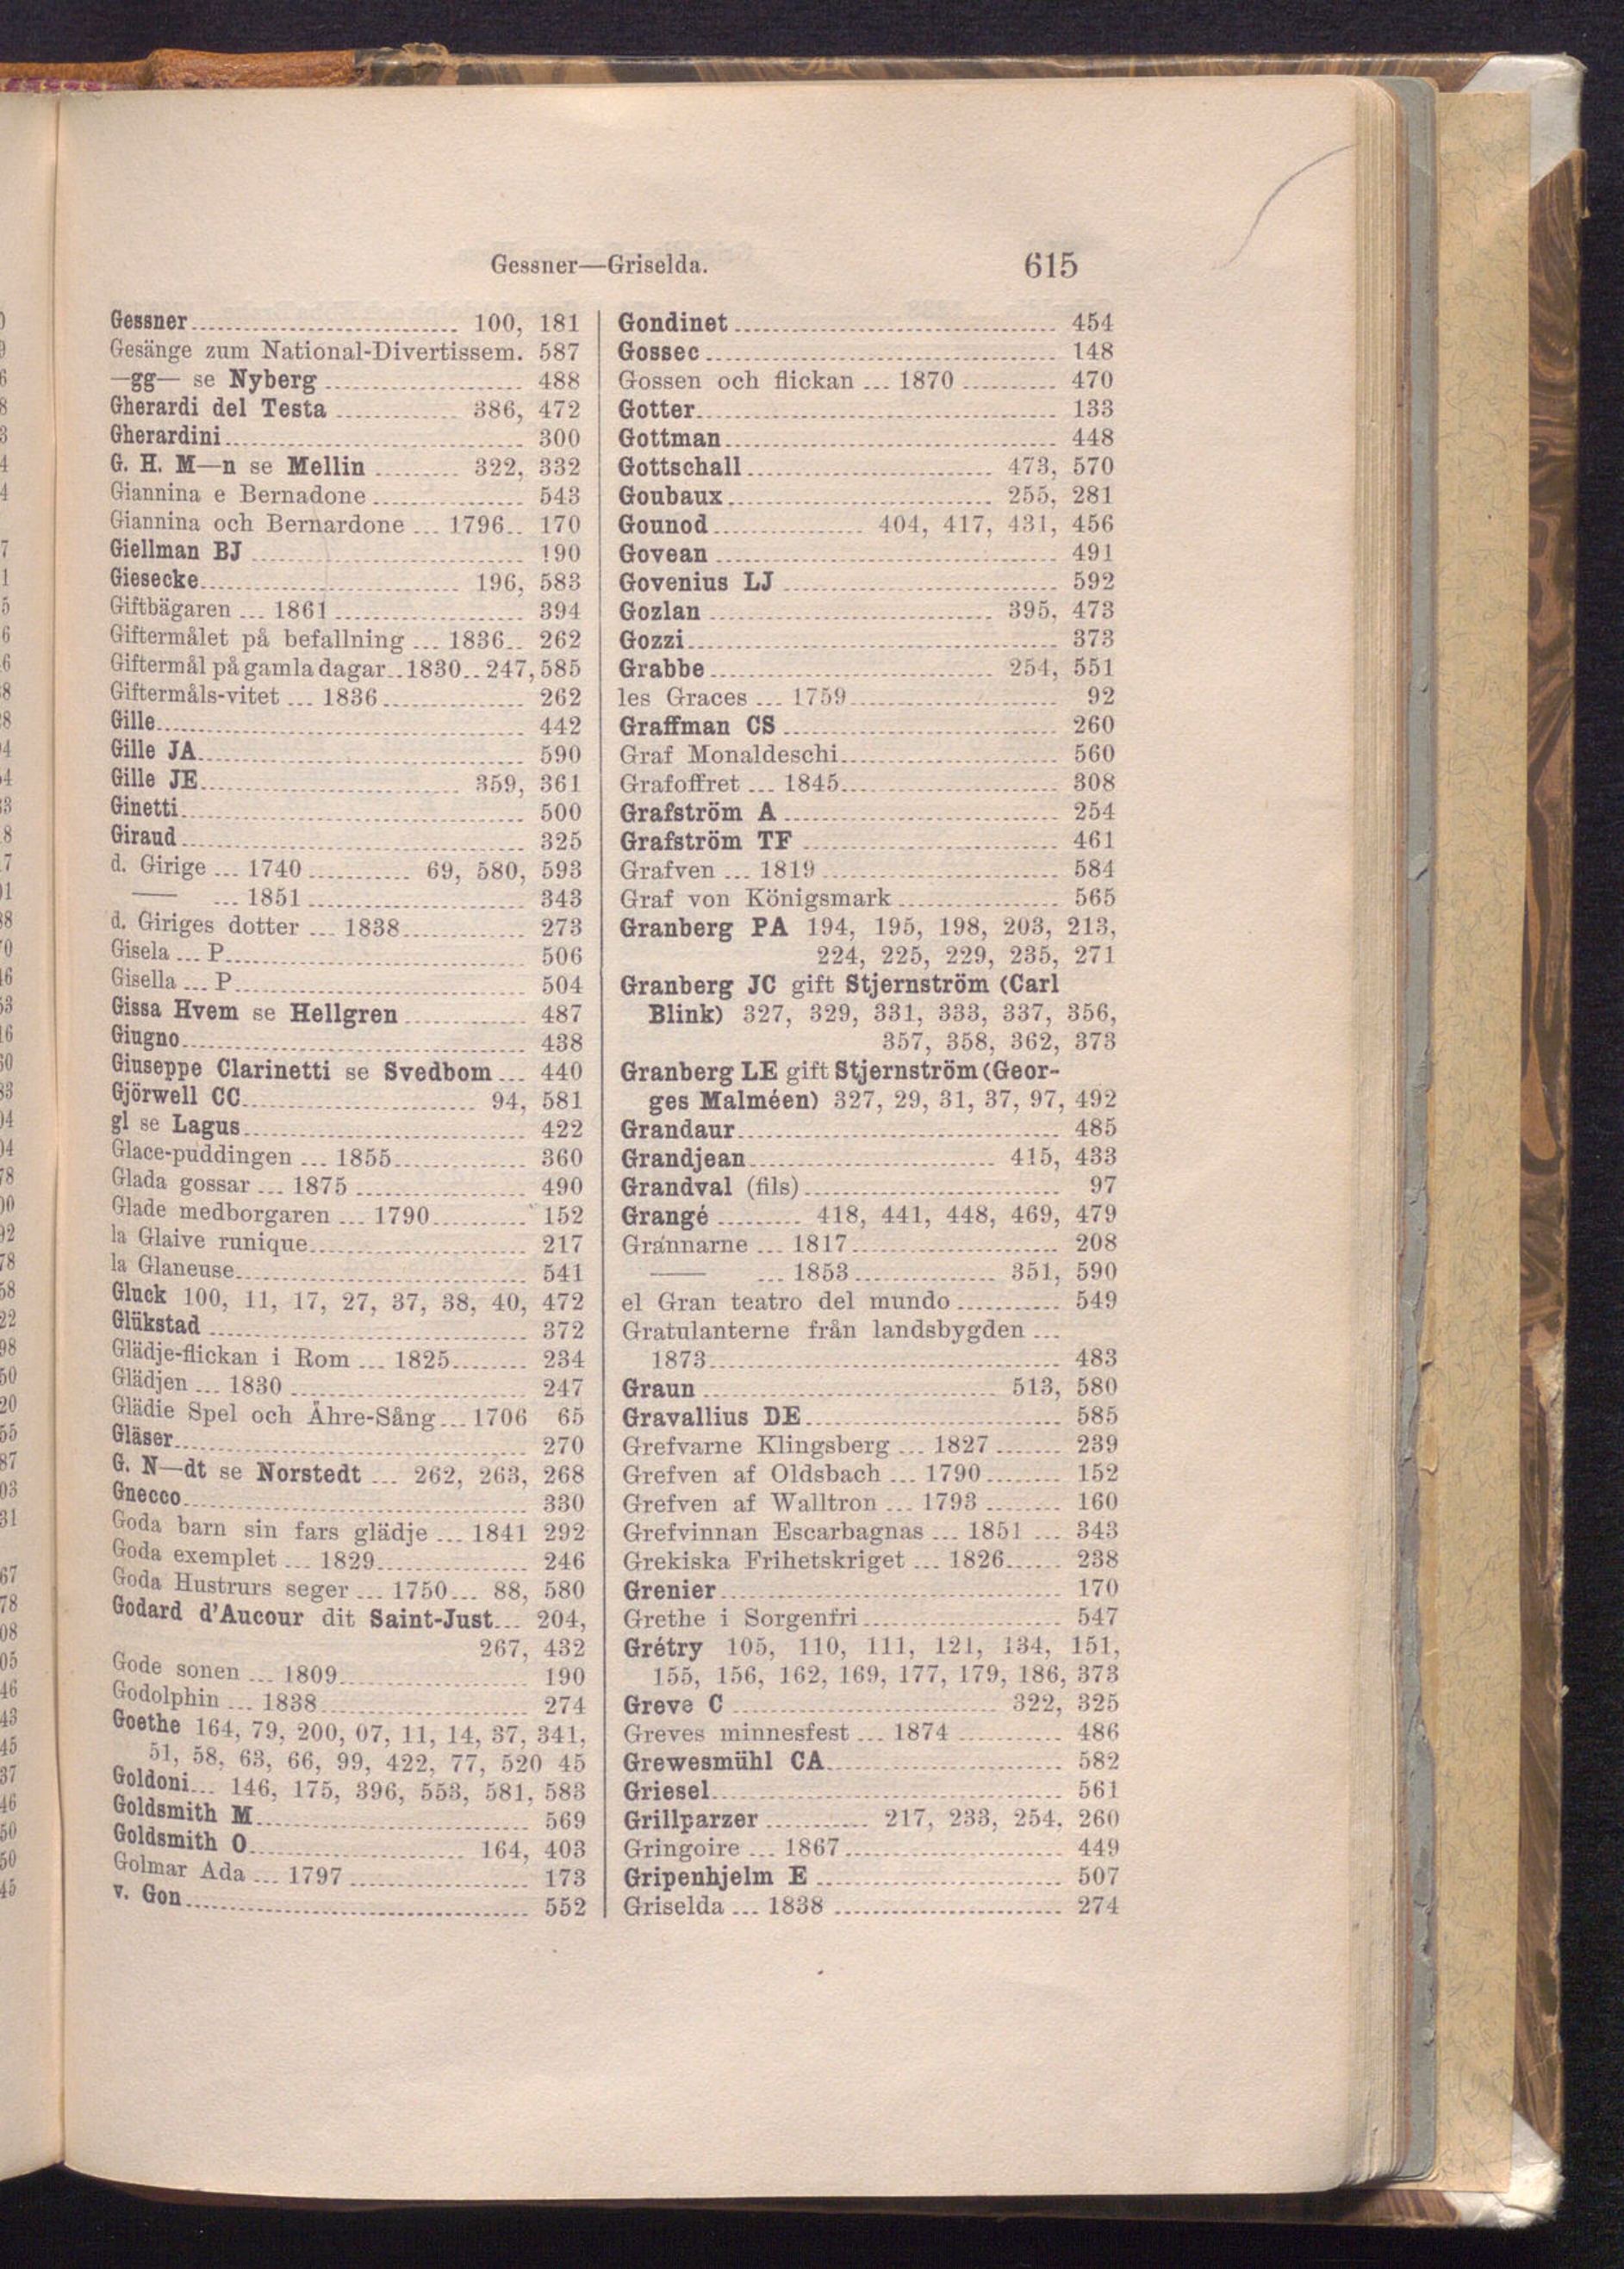 Gessner—Griselda. 615
Gessner 100, 181
Gesänge zum National-Divertissem. 587
—gg— se Nyberg 488
Gherardi del Testa 386, 472
Gherardini 300
G. H. M—n se Mellin 322, 332
Giannina e Bernadone 543
Giannina och Bernardone ... 1796 170
Giellman BJ 190
Giesecke 196, 583
Giftbägaren ... 1861 394
Giftermålet på befallning ... 1836 262
Giftermål på gamla dagar 1830 247, 585
Giftermåls-vitet ... 1836 262
Gille 442
Gille JA 590
Gille JE 359, 361
Ginetti 500
Giraud 325
d. Girige ... 1740 69, 580, 593
—— ... 1851 343
d. Giriges dotter ... 1838 273
Gisela ... P 506
Gisella ... P 504
Gissa Hvem se Hellgren 487
Giugno 438
Giuseppe Clarinetti se Svedbom 440
Gjörwell CC 94, 581
gl se Lagus 422
Glace-puddingen ... 1855 360
Glada gossar ... 1875 490
Glade medborgaren ... 1790 152
la Glaive runique 217
la Glaneuse 541
Gluck 100, 11, 17, 27, 37, 38, 40, 472
Glükstad 372
Glädje-flickan i Rom ... 1825 234
Glädjen ... 1830 247
Glädie Spel och Ähre-Sång ... 1706 65
Gläser 270
G. N—dt se Norstedt ... 262, 263, 268
Gnecco 330
Goda barn sin fars glädje ... 1841 292
Goda exemplet ... 1829 246
Goda Hustrurs seger ... 1750 88, 580
Godard d'Aucour dit Saint-Just 204,
267, 432
Gode sonen ... 1809 190
Godolphin ... 1838 274
Goethe 164, 79, 200, 07, 11, 14, 37, 341,
51, 58, 63, 66, 99, 422, 77, 520 45
Goldoni 146, 175, 396, 553, 581, 583
Goldsmith M 569
Goldsmith O 164, 403
Golmar Ada ... 1797 173
v. Gon 552
Gondinet 454
Gossec 148
Gossen och flickan ... 1870 470
Gotter 133
Gottman 448
Gottschall 473, 570
Goubaux 255, 281
Gounod 404, 417, 431, 456
Govean 491
Govenius LJ 592
Gozlan 395, 473
Gozzi 373
Grabbe 254, 551
les Graces ... 1759 92
Graffman CS 260
Graf Monaldeschi 560
Grafoffret ... 1845 308
Grafström A 254
Grafström TF 461
Grafven ... 1819 584
Graf von Königsmark 565
Granberg PA 194, 195, 198, 203, 213,
224, 225, 229, 235, 271
Granberg JC gift Stjernström (Carl
Blink) 327, 329, 331, 333, 337, 356,
357, 358, 362, 373
Granberg LE gift Stjernström (Geor-
ges Malméen) 327, 29, 31, 37, 97, 492
Grandaur 485
Grandjean 415, 433
Grandval (fils) 97
Grangé 418, 441, 448, 469, 479
Grannarne ... 1817 208
—— ... 1853 351, 590
el Gran teatro del mundo 549
Gratulanterne från landsbygden ...
1873 483
Graun 513, 580
Gravallius DE 585
Grefvarne Klingsberg ... 1827 239
Grefven af Oldsbach ... 1790 152
Grefven af Walltron ... 1793 160
Grefvinnan Escarbagnas ... 1851 343
Grekiska Frihetskriget ... 1826 238
Grenier 170
Grethe i Sorgenfri 547
Grétry 105, 110, 111, 121, 134, 151,
155, 156, 162, 169, 177, 179, 186, 373
Greve C 322, 325
Greves minnesfest ... 1874 486
Grewesmühl CA 582
Griesel 561
Grillparzer 217, 233, 254, 260
Gringoire ... 1867 449
Gripenhjelm E 507
Griselda ... 1838 274